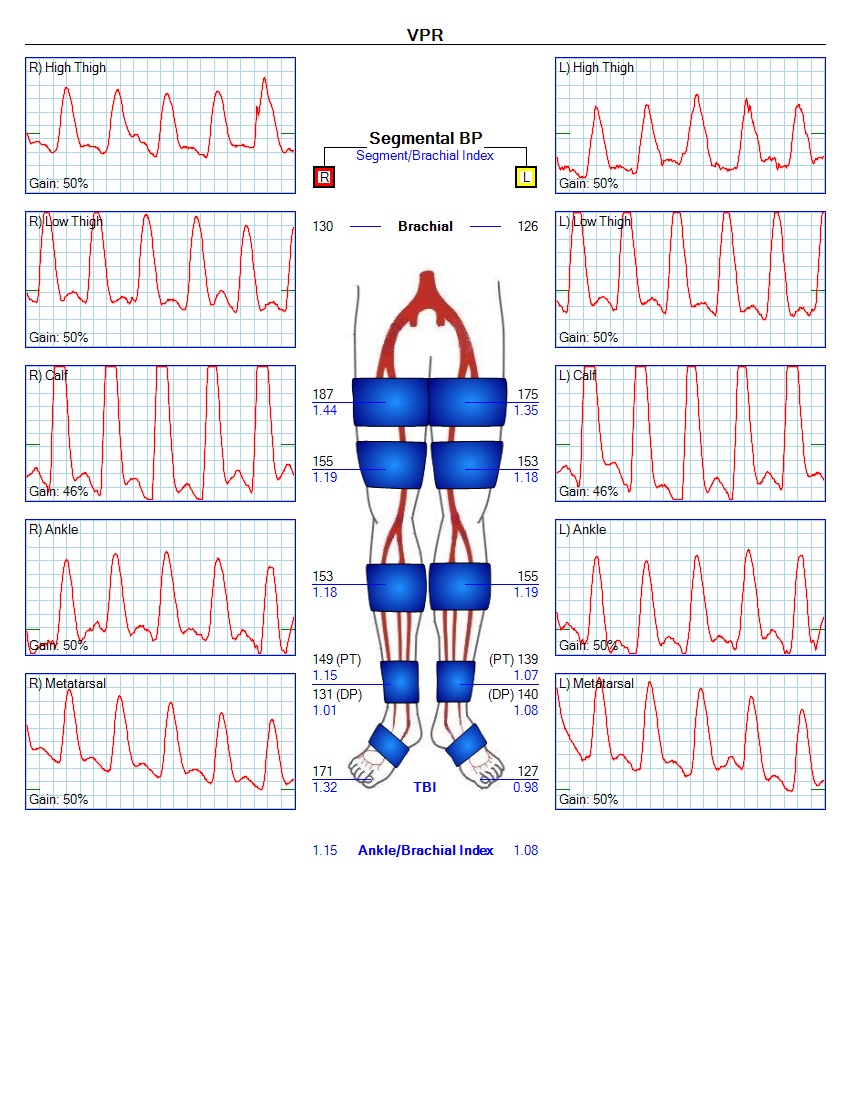 VPR
R) High Thigh
Gain: 50%
R) Low Thigh
Gain: 50%
R) Calf
Gain: 46%
R) Ankle
Gain: 50%
R) Metatarsal
Gain: 50%
Segmental BP
Segment/Brachial Index
R L
130 Brachial 126
187 175
1.44 1.35
155 153
1.19 1.18
153 155
1.18 1.19
149 (PT) (PT) 139
1.15 1.07
131 (DP) (DP) 140
1.01 1.08
171 127
1.32 TBI 0.98
1.15 Ankle/Brachial Index 1.08
L) High Thigh
Gain: 50%
L) Low Thigh
Gain: 50%
L) Calf
Gain: 46%
L) Ankle
Gain: 50%
L) Metatarsal
Gain: 50%